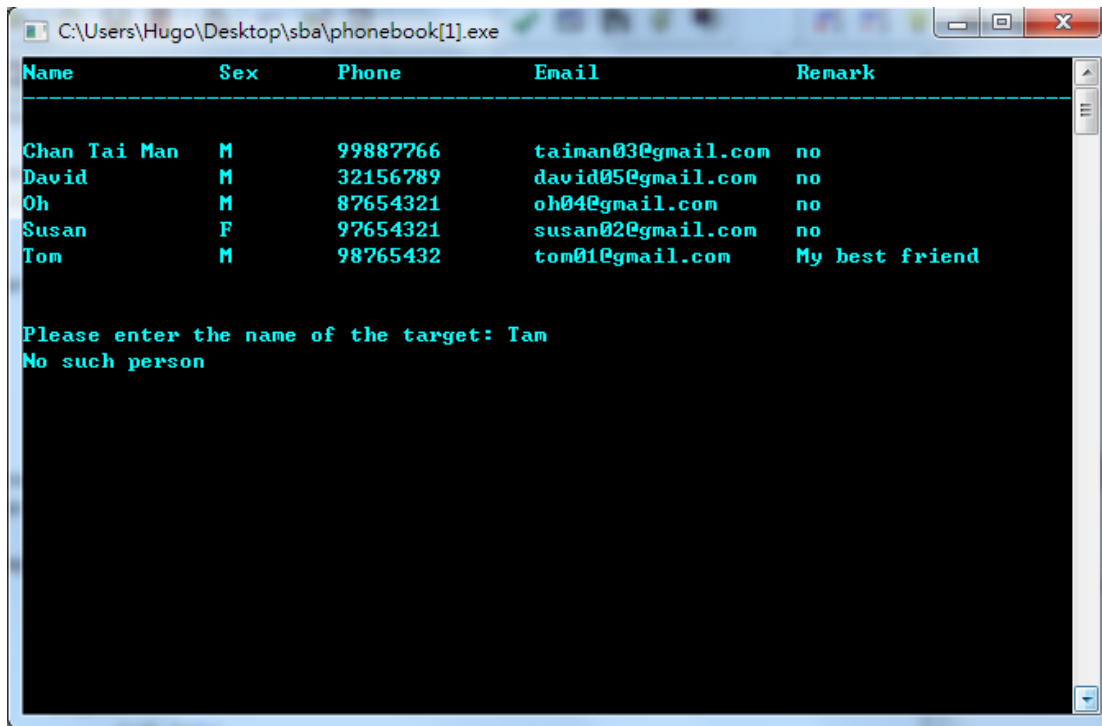 C:\Users\Hugo\Desktop\sba\phonebook[1].exe
Name Sex Phone Email Remark
Chan Tai Man M 99887766 taiman03@gmail.com no
David M 32156789 david05@gmail.com no
Oh M 87654321 oh04@gmail.com no
Susan F 97654321 susan02@gmail.com no
Tom M 98765432 tom01@gmail.com My best friend
Please enter the name of the target: Tam
No such person